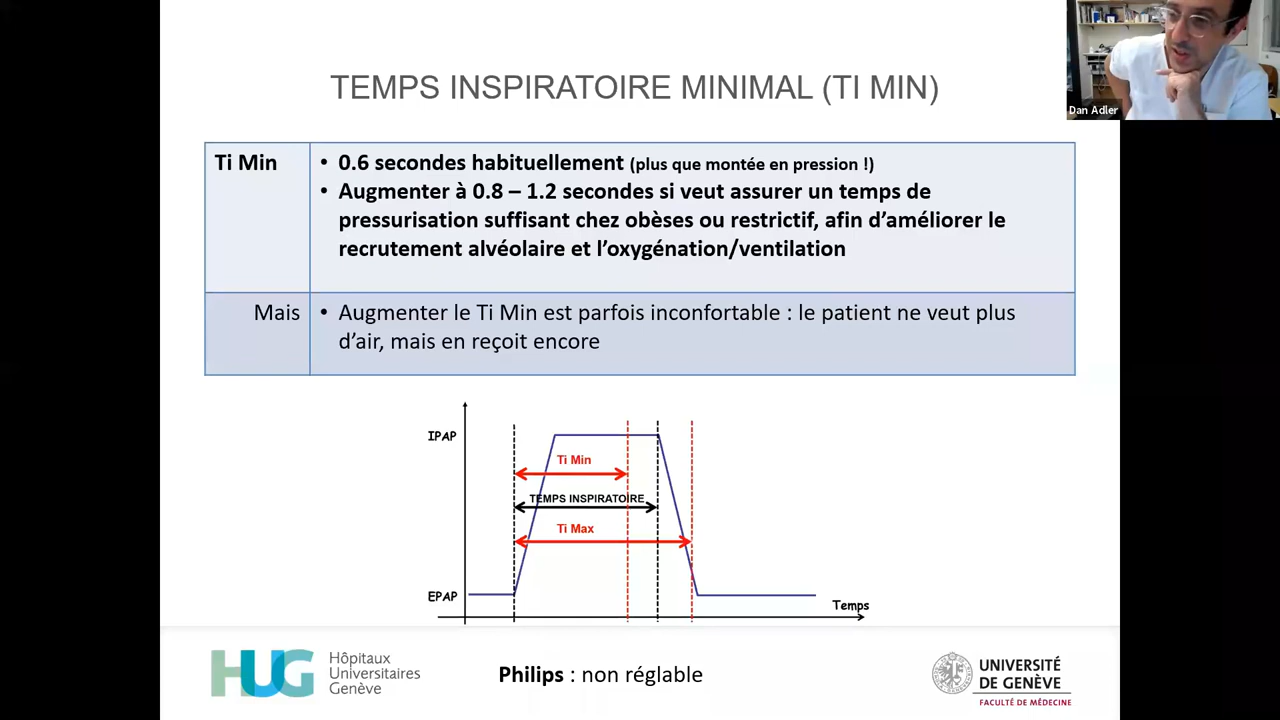 Dan Adler
TEMPS INSPIRATOIRE MINIMAL (TI MIN)
Ti Min
• 0.6 secondes habituellement (plus que montée en pression !)
• Augmenter à 0.8 – 1.2 secondes si veut assurer un temps de
pressurisation suffisant chez obèses ou restrictif, afin d’améliorer le
recrutement alvéolaire et l’oxygénation/ventilation
Mais
• Augmenter le Ti Min est parfois inconfortable : le patient ne veut plus
d’air, mais en reçoit encore
IPAP
Ti Min
TEMPS INSPIRATOIRE
Ti Max
EPAP
Temps
HUG
Hôpitaux
Universitaires
Genève
Philips : non réglable
UNIVERSITÉ
DE GENÈVE
FACULTÉ DE MÉDECINE